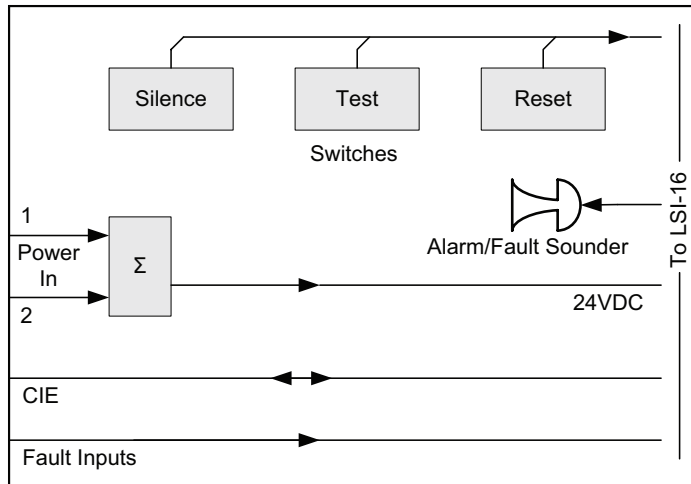 Silence
Test
Reset
Switches
To LSI-16
1
Power
In
2
Σ
Alarm/Fault Sounder
24VDC
CIE
Fault Inputs